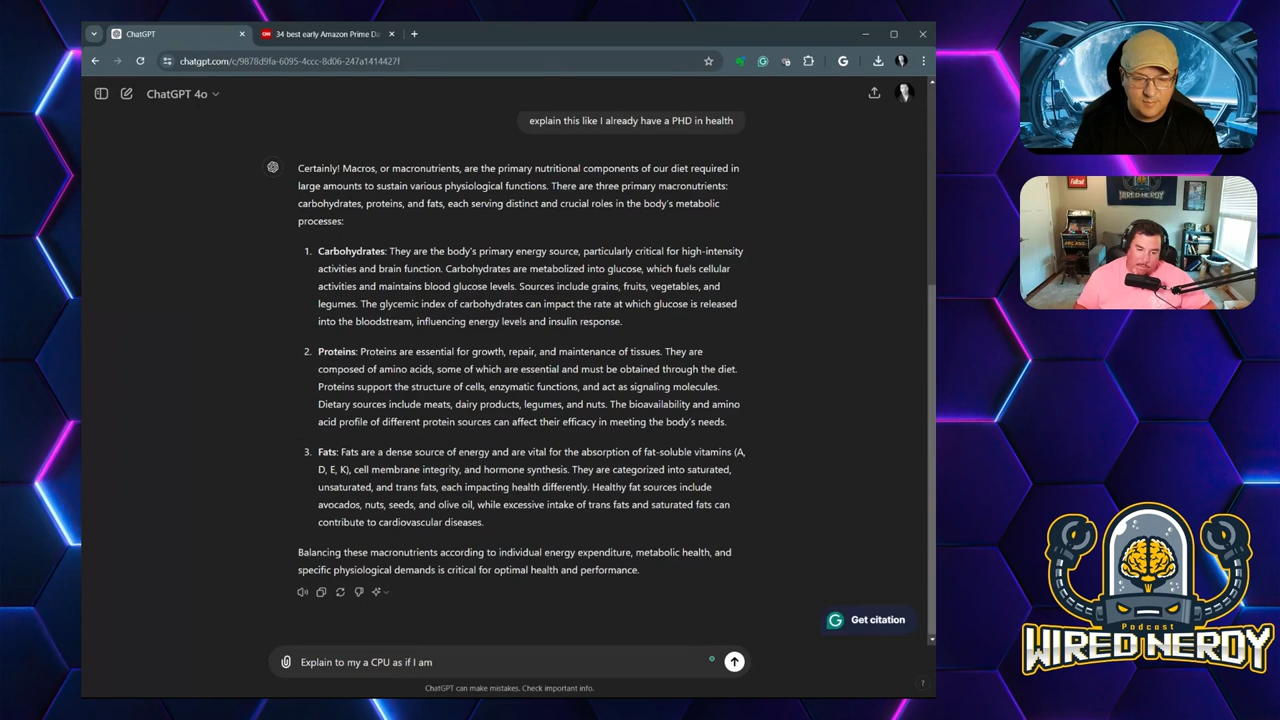 ChatGPT
34 best early Amazon Prime Da
chatgpt.com/c/9878d9fa-6095-4ccc-8d06-247a1414427f
ChatGPT 4o
explain this like I already have a PHD in health
Certainly! Macros, or macronutrients, are the primary nutritional components of our diet required in
large amounts to sustain various physiological functions. There are three primary macronutrients:
carbohydrates, proteins, and fats, each serving distinct and crucial roles in the body's metabolic
processes:
1. Carbohydrates: They are the body's primary energy source, particularly critical for high-intensity
activities and brain function. Carbohydrates are metabolized into glucose, which fuels cellular
activities and maintains blood glucose levels. Sources include grains, fruits, vegetables, and
legumes. The glycemic index of carbohydrates can impact the rate at which glucose is released
into the bloodstream, influencing energy levels and insulin response.
2. Proteins: Proteins are essential for growth, repair, and maintenance of tissues. They are
composed of amino acids, some of which are essential and must be obtained through the diet.
Proteins support the structure of cells, enzymatic functions, and act as signaling molecules.
Dietary sources include meats, dairy products, legumes, and nuts. The bioavailability and amino
acid profile of different protein sources can affect their efficacy in meeting the body's needs.
3. Fats: Fats are a dense source of energy and are vital for the absorption of fat-soluble vitamins (A,
D, E, K), cell membrane integrity, and hormone synthesis. They are categorized into saturated,
unsaturated, and trans fats, each impacting health differently. Healthy fat sources include
avocados, nuts, seeds, and olive oil, while excessive intake of trans fats and saturated fats can
contribute to cardiovascular diseases.
Balancing these macronutrients according to individual energy expenditure, metabolic health, and
specific physiological demands is critical for optimal health and performance.
Get citation
Explain to my a CPU as if I am
ChatGPT can make mistakes. Check important info.
?
Podcast
WIRED NERDY